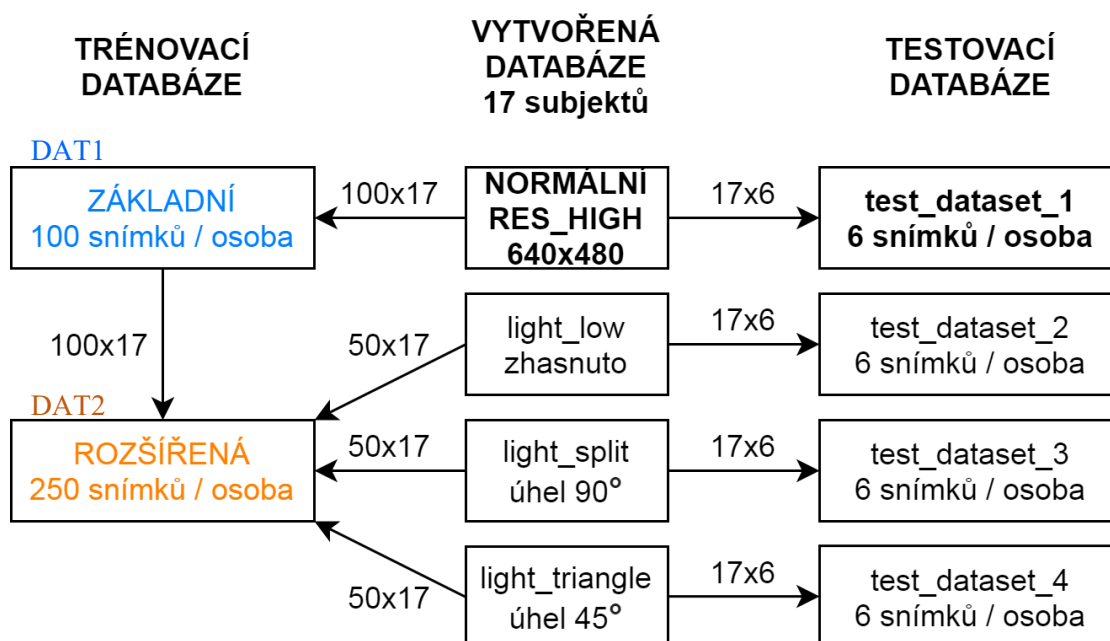 TRÉNOVACÍ
DATABÁZE
VYTVOŘENÁ
DATABÁZE
17 subjektů
TESTOVACÍ
DATABÁZE
DAT1
ZÁKLADNÍ
100 snímků / osoba
100x17
NORMÁLNÍ
RES_HIGH
640x480
17x6
test_dataset_1
6 snímků / osoba
100x17
50x17
light_low
zhasnuto
17x6
test_dataset_2
6 snímků / osoba
DAT2
ROZŠÍŘENÁ
250 snímků / osoba
50x17
light_split
úhel 90°
17x6
test_dataset_3
6 snímků / osoba
50x17
light_triangle
úhel 45°
17x6
test_dataset_4
6 snímků / osoba